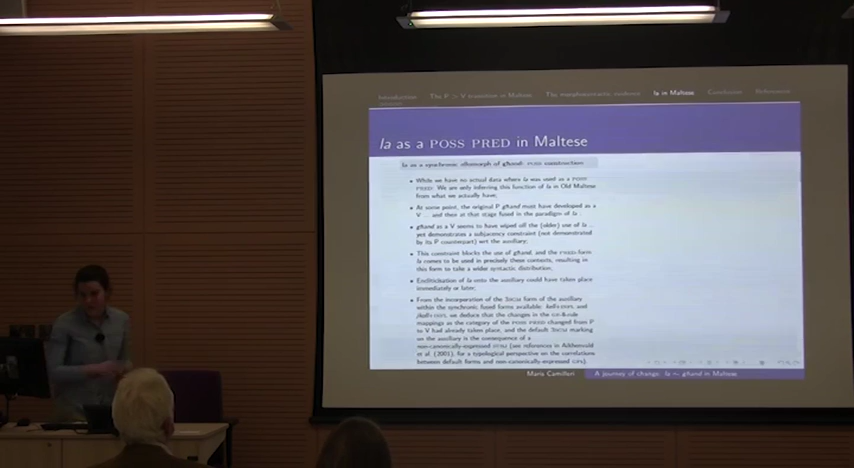 Introduction The P > V transition in Maltese The morphosyntactic evidence la in Maltese Conclusion References
la as a POSS PRED in Maltese
la as a synchronic allomorph of għand: POSS construction
While we have no actual data where la was used as a POSS
PRED: We are only inferring this function of la in Old Maltese
from what we actually have;
At some point, the original P għand must have developed as a
V ... and then at that stage fused in the paradigm of la
għand as a V seems to have wiped off the (older) use of la ...
yet demonstrates a subjacency constraint (not demonstrated
by its P counterpart) wrt the auxiliary;
This constraint blocks the use of għand, and the
la comes to be used in precisely these contexts, resulting in
this form to take a wider syntactic distribution;
Encliticisation of la onto the auxiliary could have taken place
immediately or later;
From the incorporation of the 3SGM form of the auxiliary
within the synchronic fused forms available:
we deduce that the changes in the
mappings as the category of the POSS PRED changed from P
to V had already taken place, and the default 3SGM marking
on the auxiliary is the consequence of a
non-canonically-expressed (see references in Aikhenvald
et al. (2001), for a typological perspective on the correlations
between default forms and non-canonically-expressed
Maris Camilleri A journey of change: la ~ għand in Maltese